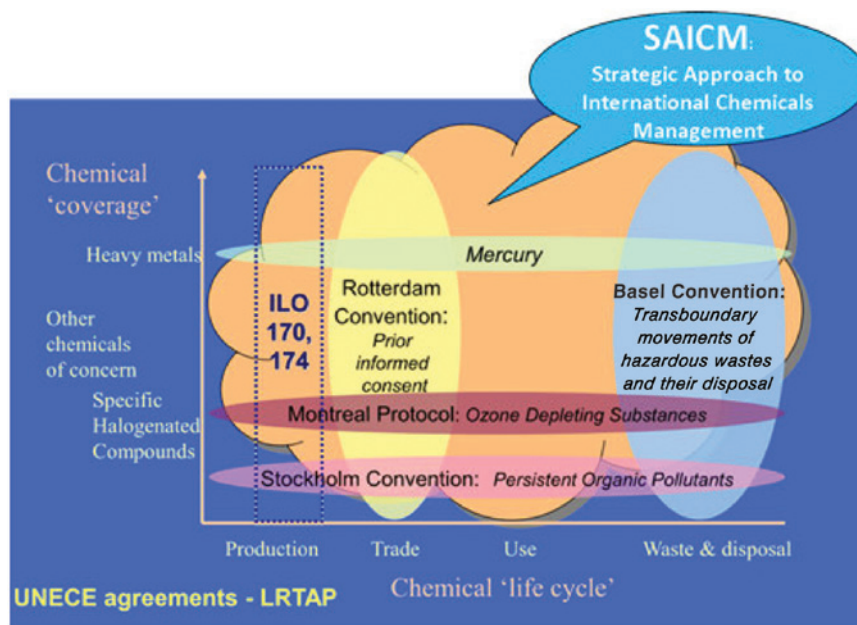 SAICM:
Strategic Approach to
International Chemicals
Management
Chemical
‘coverage’
Heavy metals
Other
chemicals
of concern
Specific
Halogenated
Compounds
Mercury
ILO
170,
174
Rotterdam
Convention:
Prior
informed
consent
Basel Convention:
Transboundary
movements of
hazardous wastes
and their disposal
Montreal Protocol: Ozone Depleting Substances
Stockholm Convention: Persistent Organic Pollutants
Production
Trade
Use
Waste & disposal
Chemical ‘life cycle’
UNECE agreements - LRTAP